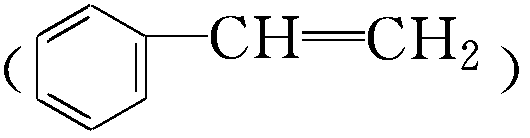 ( CH=CH₂ )